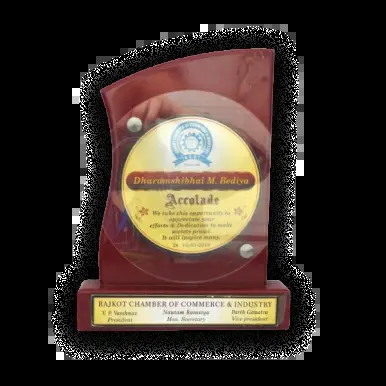 Dharamshibhai M. Bediya
Accolade
We take this opportunity to
appreciate your
efforts & Dedication to make
society proud.
It will inspire many.
RAJKOT CHAMBER OF COMMERCE & INDUSTRY
V. P. Vaishnav
President
Nautam Barasiya
Hon. Secretary
Parth Ganatra
Vice president